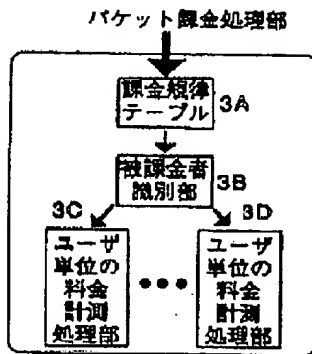 パケット課金処理部
課金規律
テーブル
3A
被課金者
識別部
3B
3C
3D
ユーザ
単位の
料金
計測
処理部
ユーザ
単位の
料金
計測
処理部